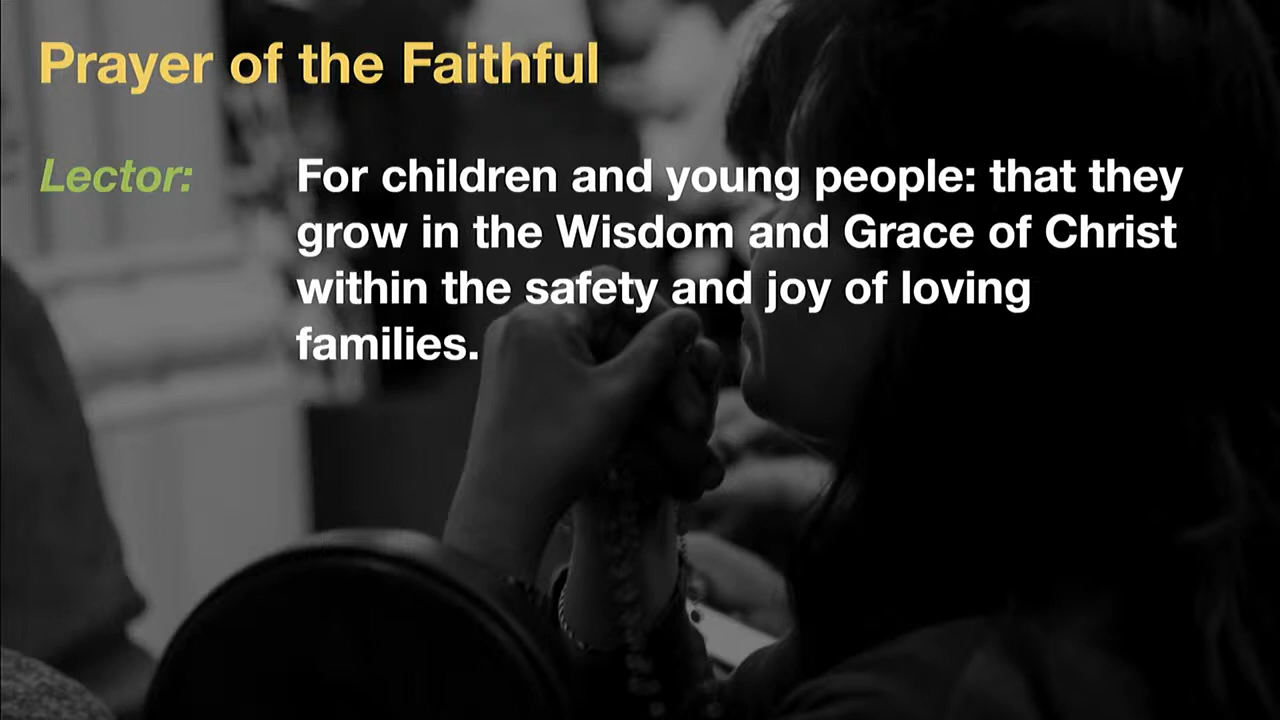 Prayer of the Faithful
Lector: For children and young people: that they
grow in the Wisdom and Grace of Christ
within the safety and joy of loving
families.